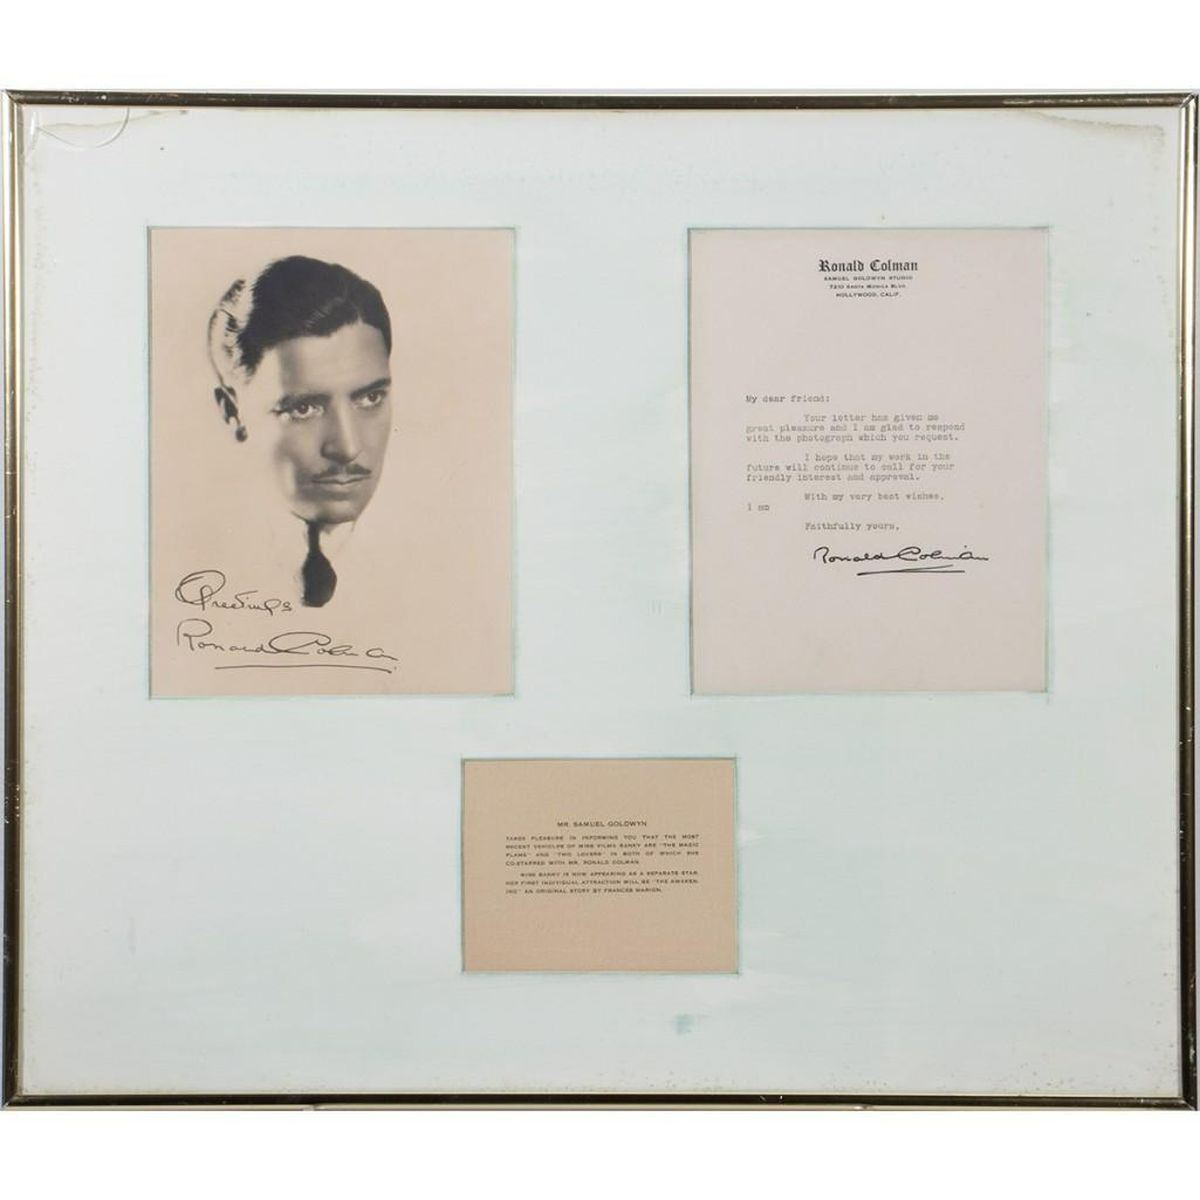 Greetings
Ronald Colman
Ronald Colman
SAMUEL GOLDWYN STUDIO
7210 SANTA MONICA BLVD.
HOLLYWOOD, CALIF.
My dear friend:
Your letter has given me
great pleasure and I am glad to respond
with the photograph which you request.
I hope that my work in the
future will continue to call for your
friendly interest and approval.
With my very best wishes,
I am
Faithfully yours,
Ronald Colman
MR. SAMUEL GOLDWYN
TAKES PLEASURE IN INFORMING YOU THAT THE MOST
RECENT VEHICLES OF MISS VILMA BANKY ARE "THE MAGIC
FLAME" AND "TWO LOVERS" IN BOTH OF WHICH SHE
CO-STARRED WITH MR. RONALD COLMAN.
MISS BANKY IS NOW APPEARING AS A SEPARATE STAR.
HER FIRST INDIVIDUAL ATTRACTION WILL BE "THE AWAKEN-
ING" AN ORIGINAL STORY BY FRANCES MARION.